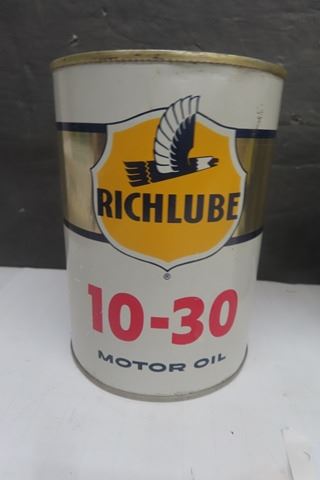 RICHLUBE
®
10-30
MOTOR OIL